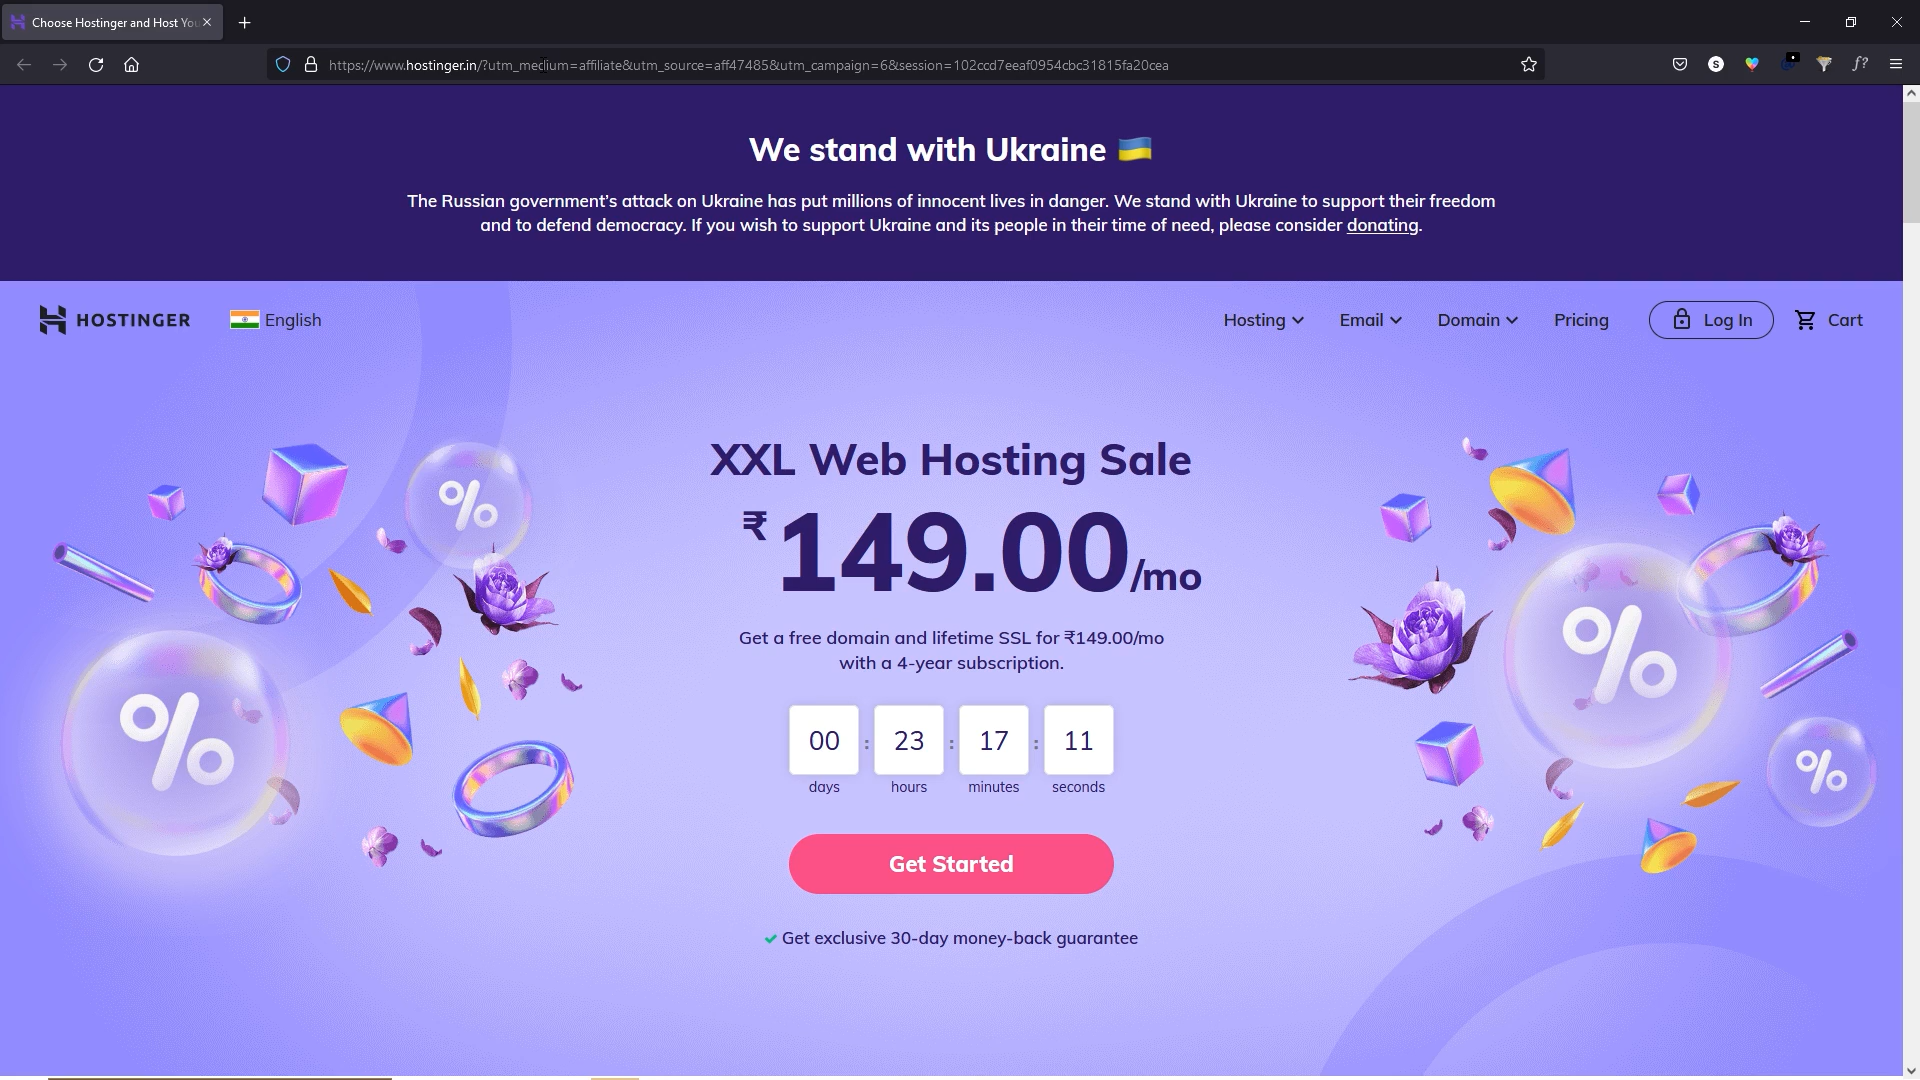 Choose Hostinger and Host You
https://www.hostinger.in/?utm_medium=affiliate&utm_source=aff47485&utm_campaign=6&session=102ccd7eeaf0954cbc31815fa20cea
We stand with Ukraine 🇺🇦
The Russian government's attack on Ukraine has put millions of innocent lives in danger. We stand with Ukraine to support their freedom
and to defend democracy. If you wish to support Ukraine and its people in their time of need, please consider donating.
HOSTINGER English Hosting Email Domain Pricing Log In Cart
XXL Web Hosting Sale
₹149.00/mo
Get a free domain and lifetime SSL for ₹149.00/mo
with a 4-year subscription.
00 : 23 : 17 : 11
days hours minutes seconds
Get Started
Get exclusive 30-day money-back guarantee
%
%
%
%